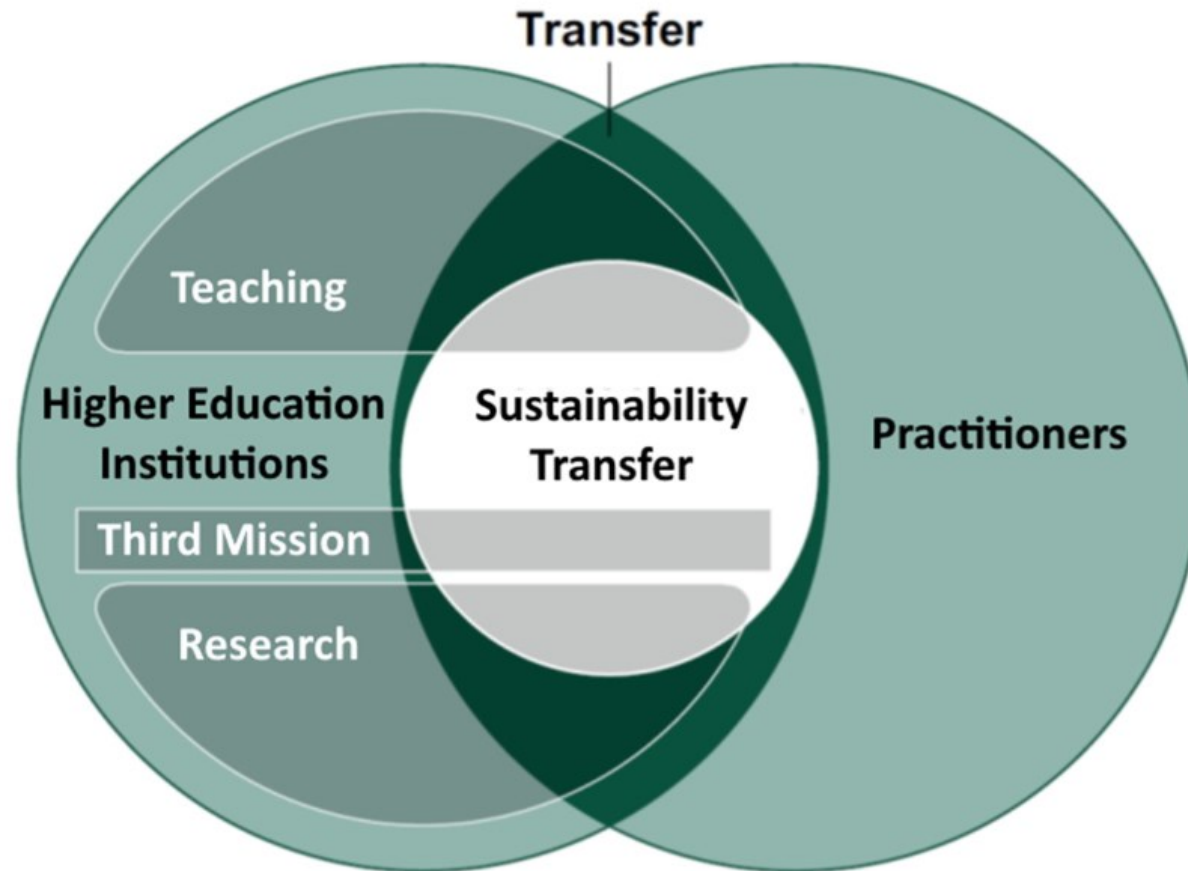 Transfer
Teaching
Higher Education
Institutions
Sustainability
Transfer
Practitioners
Third Mission
Research